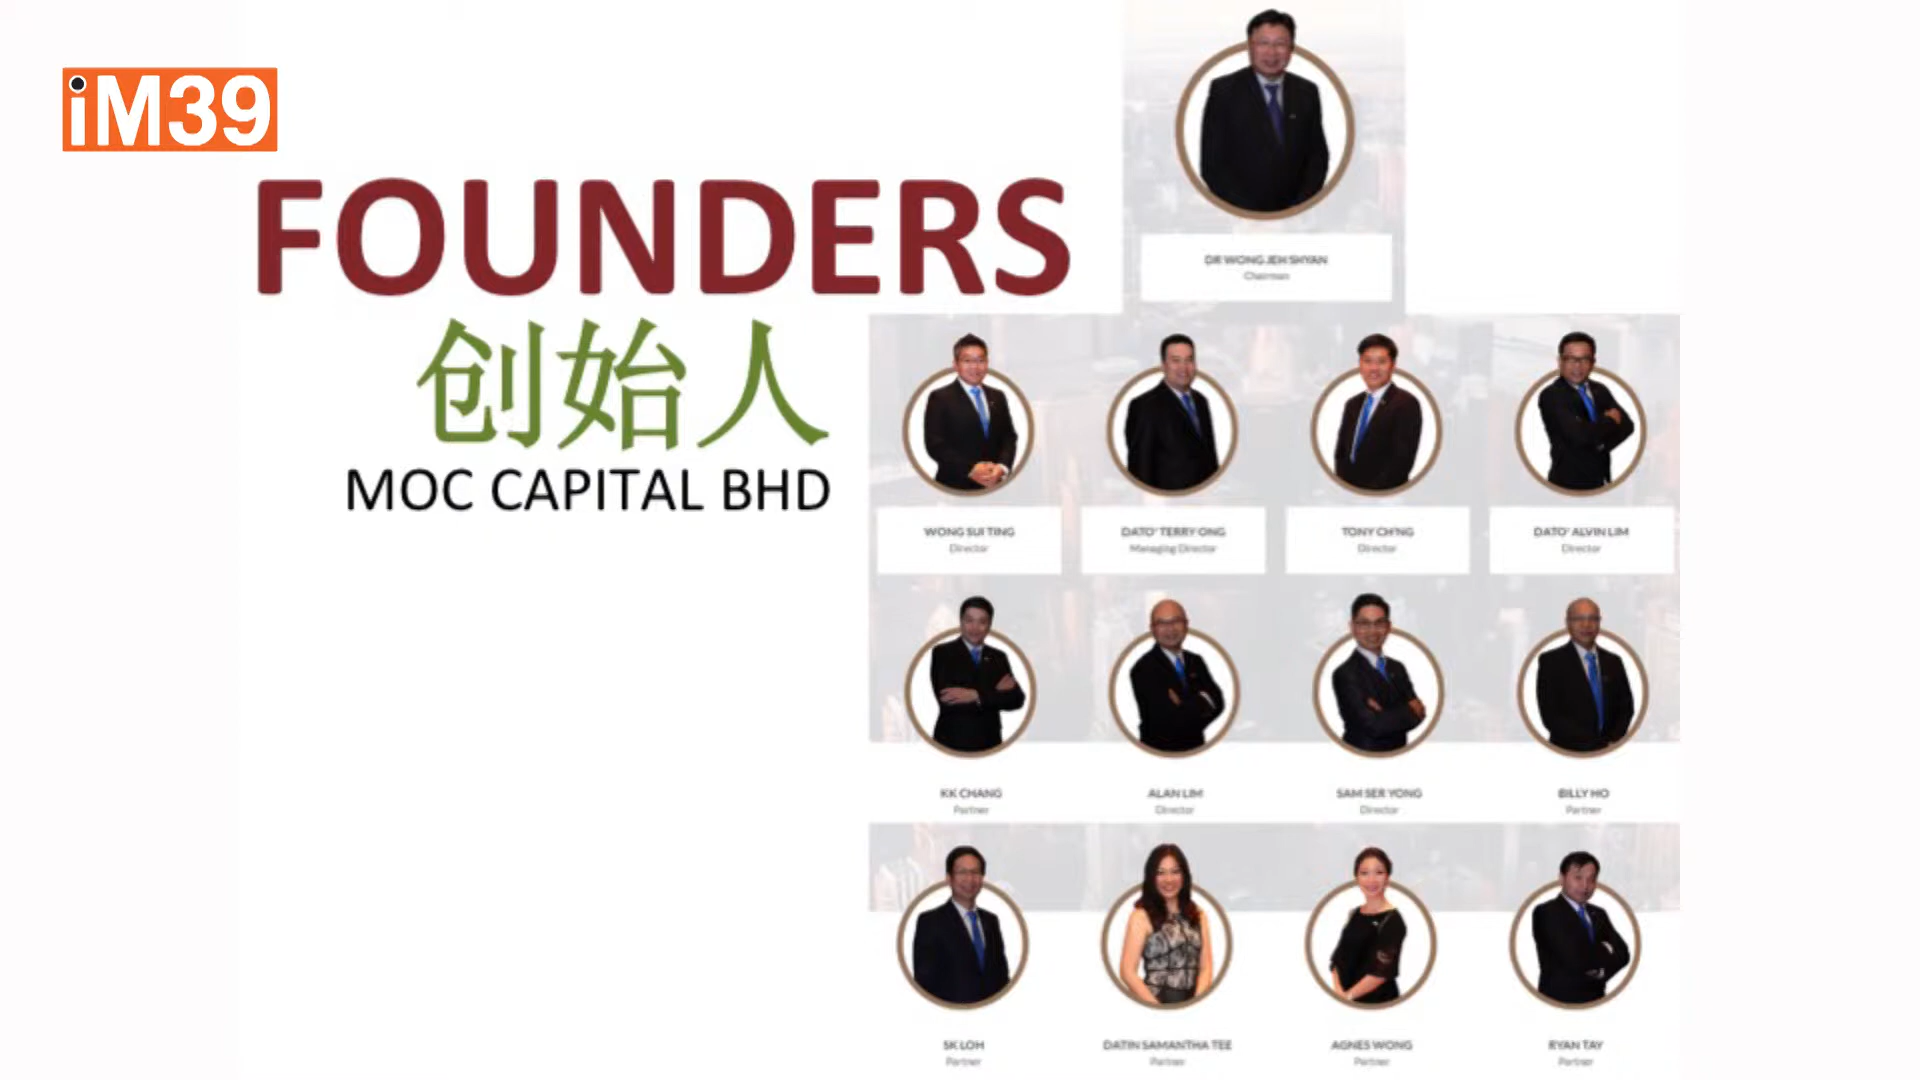 iM39
FOUNDERS
创始人
MOC CAPITAL BHD
DR WONG JEH SHYAN
Chairman
WONG SUI TING
Director
DATO' TERRY ONG
Managing Director
TONY CH'NG
Director
DATO' ALVIN LIM
Director
KK CHANG
Partner
ALAN LIM
Director
SAM SER YONG
Director
BILLY HO
Partner
SK LOH
Partner
DATIN SAMANTHA TEE
Partner
AGNES WONG
Partner
RYAN TAY
Partner